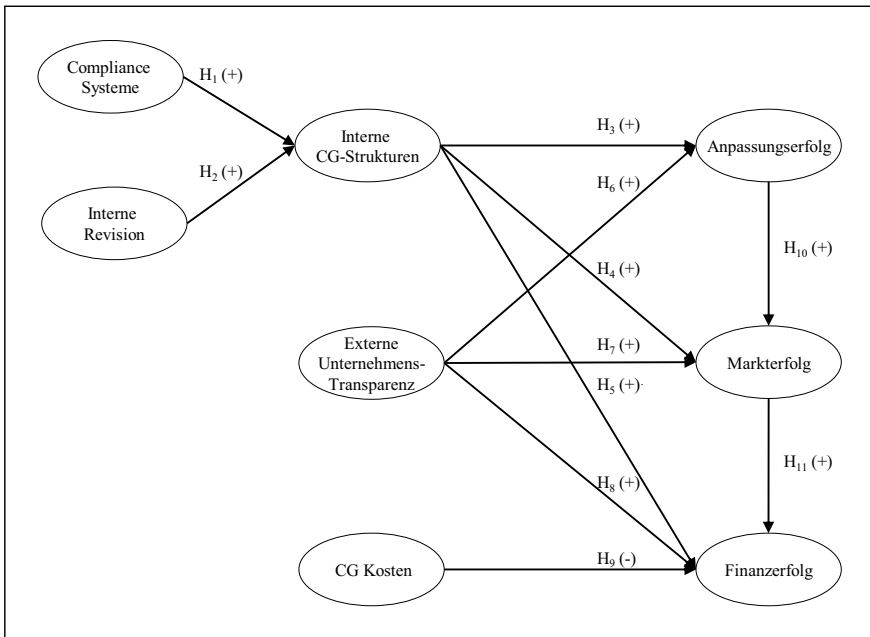 Compliance
Systeme
H1 (+)
Interne
CG-Strukturen
H3 (+)
Anpassungserfolg
H2 (+)
H6 (+)
Interne
Revision
H10 (+)
H4 (+)
Externe
Unternehmens-
Transparenz
H7 (+)
Markterfolg
H5 (+)
H11 (+)
H8 (+)
CG Kosten
H9 (-)
Finanzerfolg